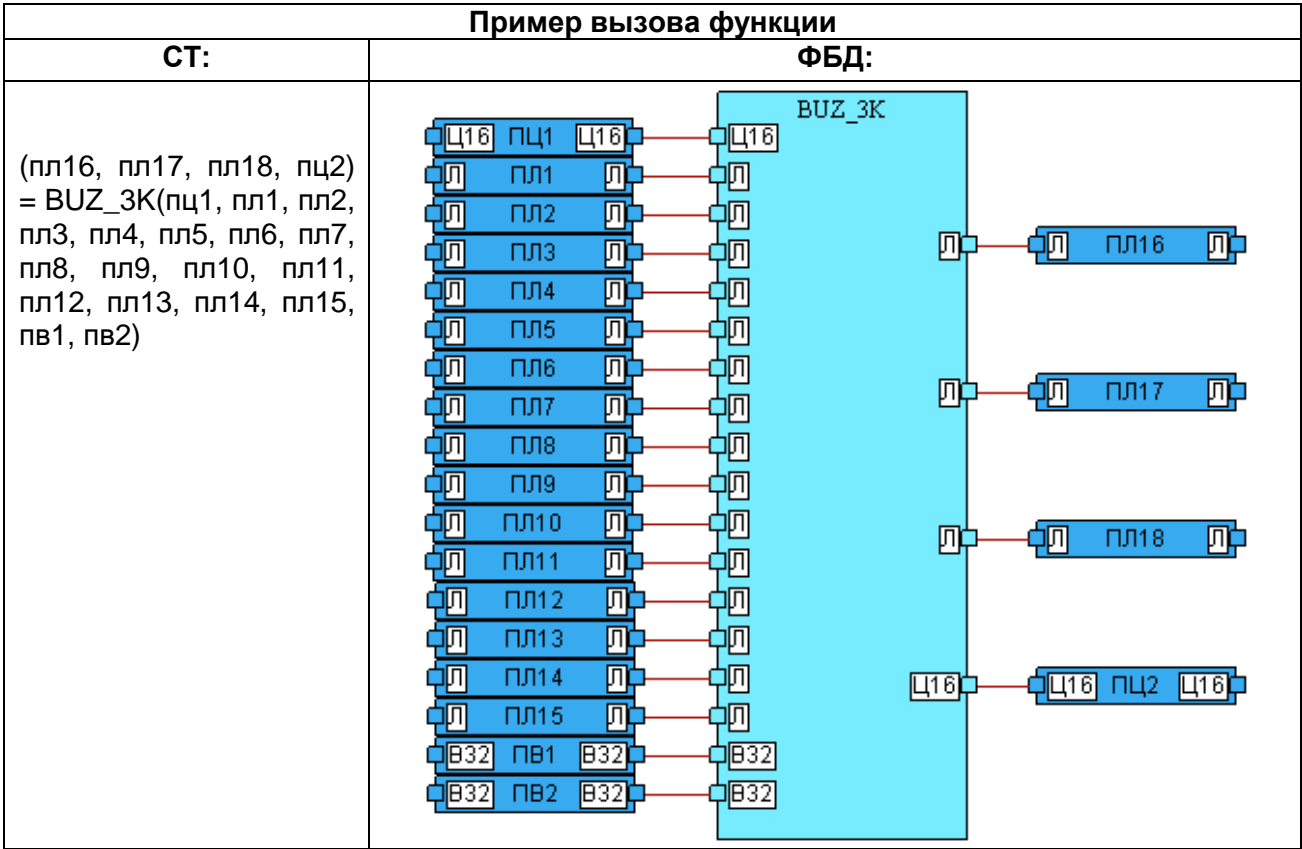 Пример вызова функции
СТ:
ФБД:
(пл16, пл17, пл18, пц2)
= BUZ_3K(пц1, пл1, пл2,
пл3, пл4, пл5, пл6, пл7,
пл8, пл9, пл10, пл11,
пл12, пл13, пл14, пл15,
пв1, пв2)
BUZ_3K
Ц16 ПЦ1 Ц16 Ц16
Л ПЛ1 Л Л
Л ПЛ2 Л Л
Л ПЛ3 Л Л
Л ПЛ16 Л
Л ПЛ4 Л Л
Л ПЛ5 Л Л
Л ПЛ6 Л Л
Л ПЛ7 Л Л
Л ПЛ17 Л
Л ПЛ8 Л Л
Л ПЛ9 Л Л
Л ПЛ10 Л Л
Л ПЛ11 Л Л
Л ПЛ18 Л
Л ПЛ12 Л Л
Л ПЛ13 Л Л
Л ПЛ14 Л Л
Л ПЛ15 Л Л
Л
Л
Л
Ц16 Ц16 ПЦ2 Ц16
В32 ПВ1 В32 В32
В32 ПВ2 В32 В32